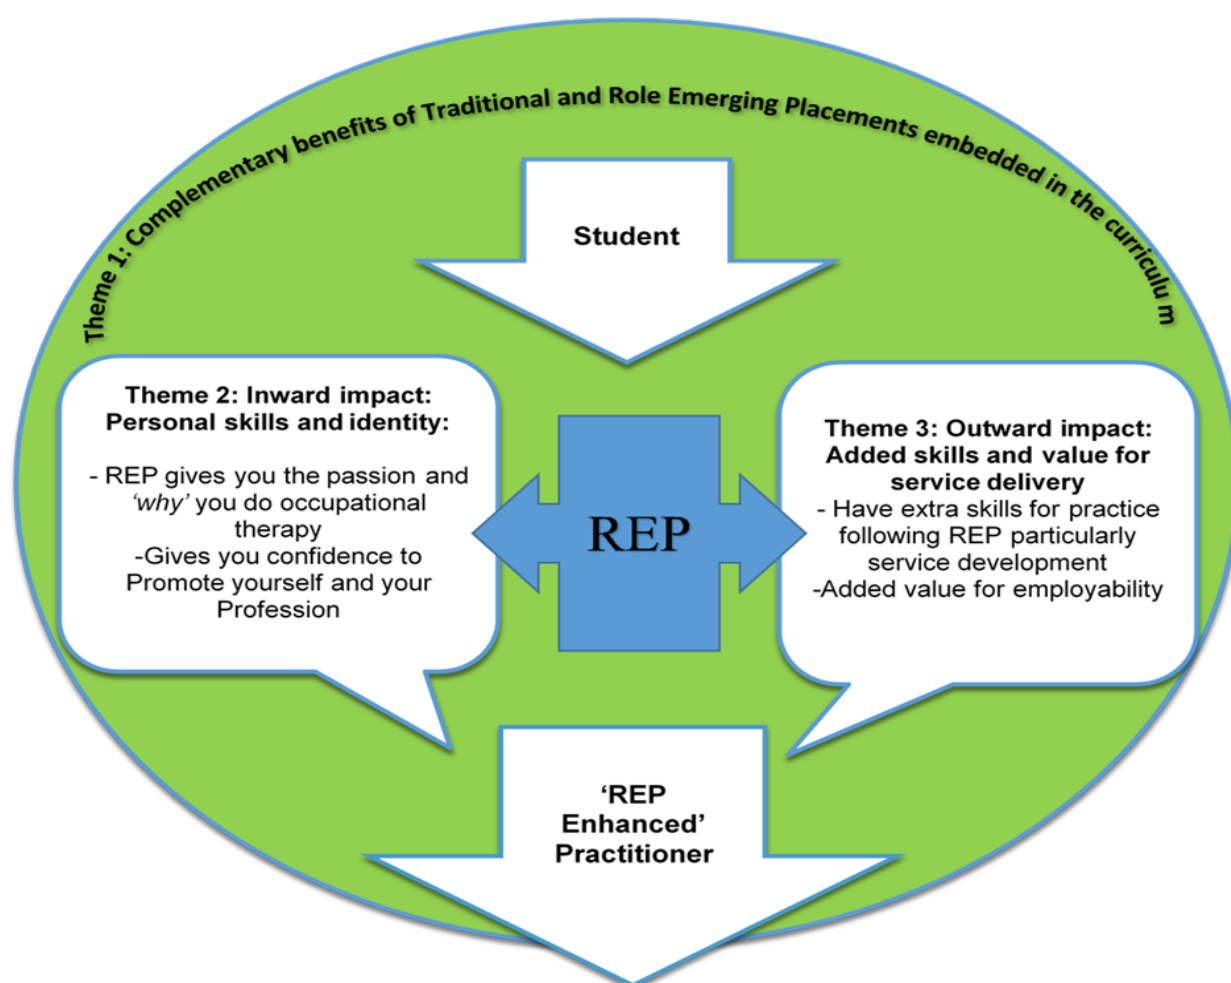 Theme 1: Complementary benefits of Traditional and Role Emerging Placements embedded in the curriculu m
Student
Theme 2: Inward impact:
Personal skills and identity:
- REP gives you the passion and
‘why’ you do occupational
therapy
-Gives you confidence to
Promote yourself and your
Profession
REP
Theme 3: Outward impact:
Added skills and value for
service delivery
- Have extra skills for practice
following REP particularly
service development
-Added value for employability
‘REP
Enhanced’
Practitioner